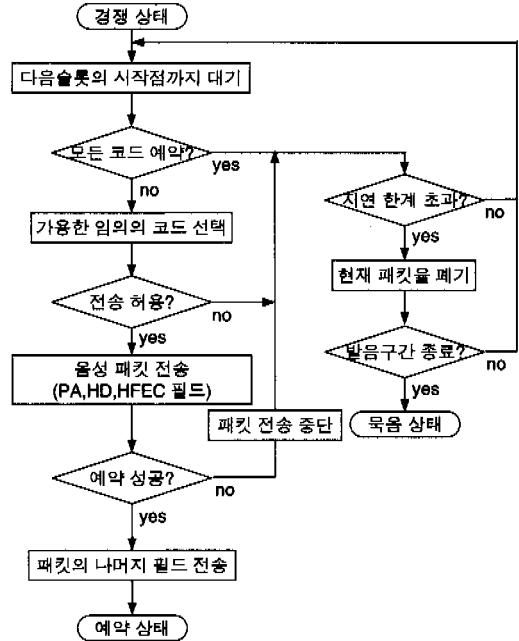 경쟁 상태
다음슬롯의 시작점까지 대기
모든 코드 예약?
yes
no
가용한 임의의 코드 선택
전송 허용?
no
yes
음성 패킷 전송
(PA,HD,HFEC 필드)
패킷 전송 중단
예약 성공?
no
yes
패킷의 나머지 필드 전송
예약 상태
지연 한계 초과?
no
yes
현재 패킷을 폐기
발음구간 종료?
no
yes
묵음 상태